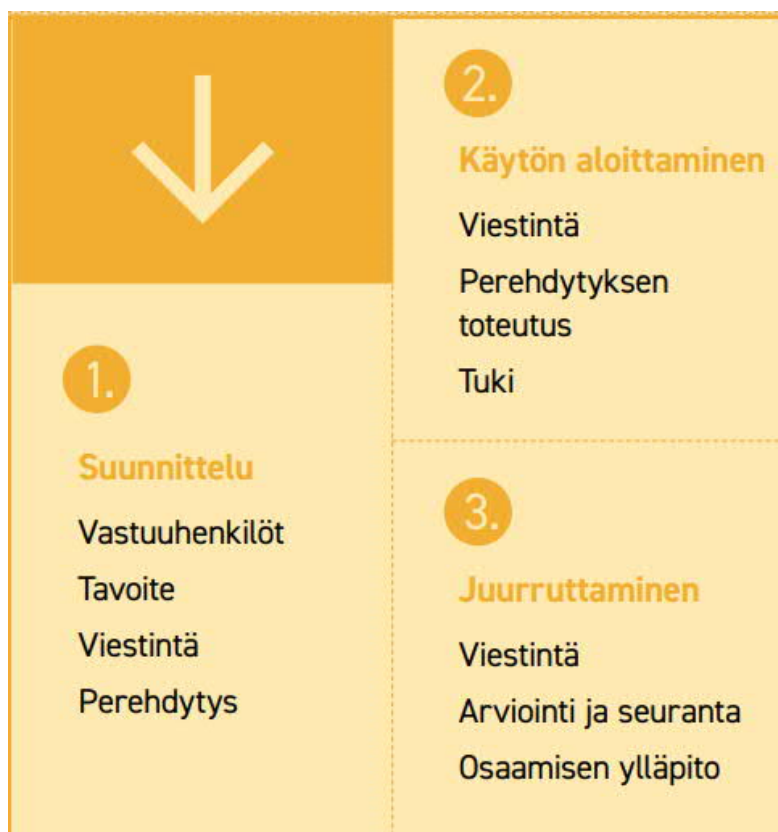 1.
Suunnittelu
Vastuuhenkilöt
Tavoite
Viestintä
Perehdytys
2.
Käytön aloittaminen
Viestintä
Perehdytyksen
toteutus
Tuki
3.
Juurruttaminen
Viestintä
Arviointi ja seuranta
Osaamisen ylläpito